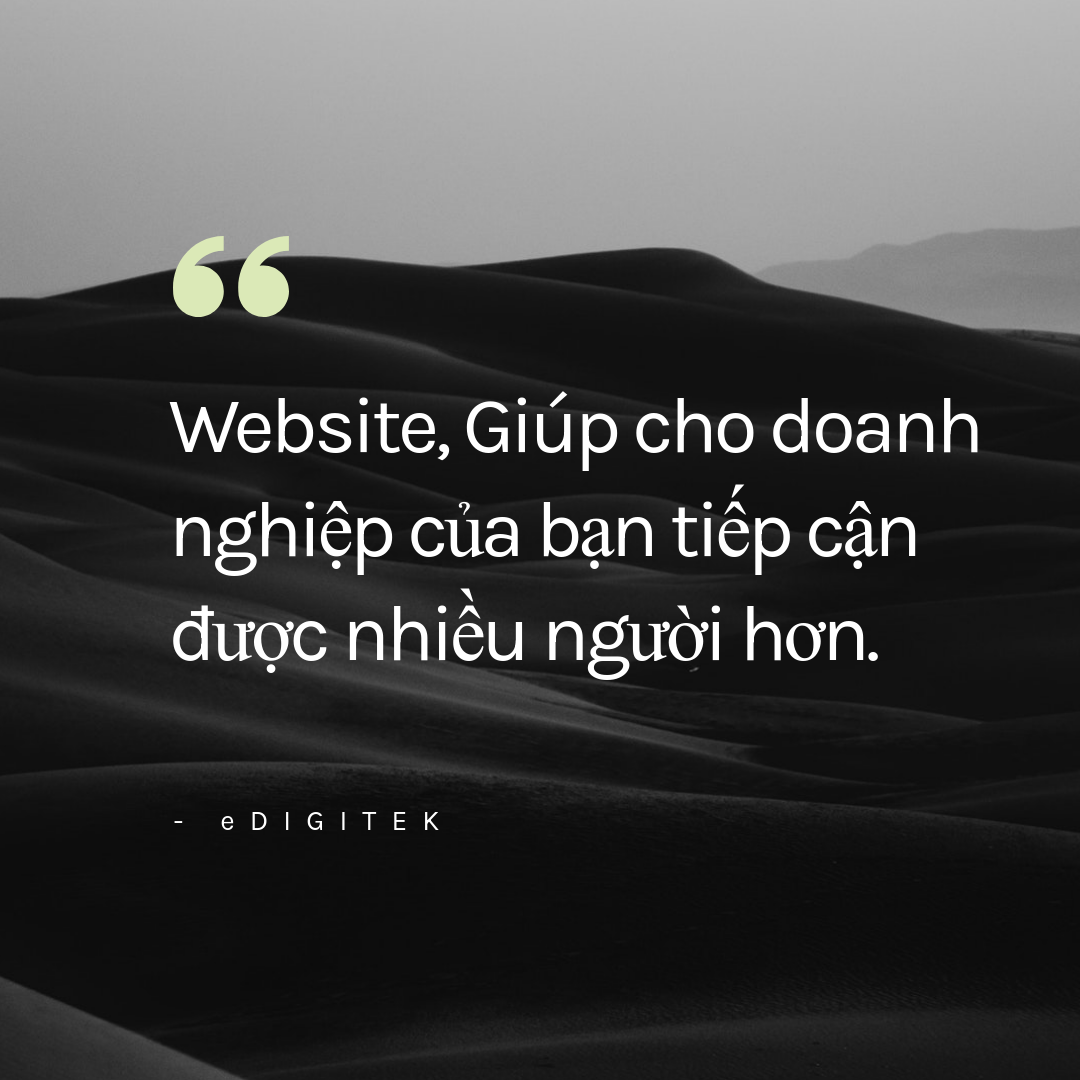 “
Website, Giúp cho doanh
nghiệp của bạn tiếp cận
được nhiều người hơn.
- eDIGITEK